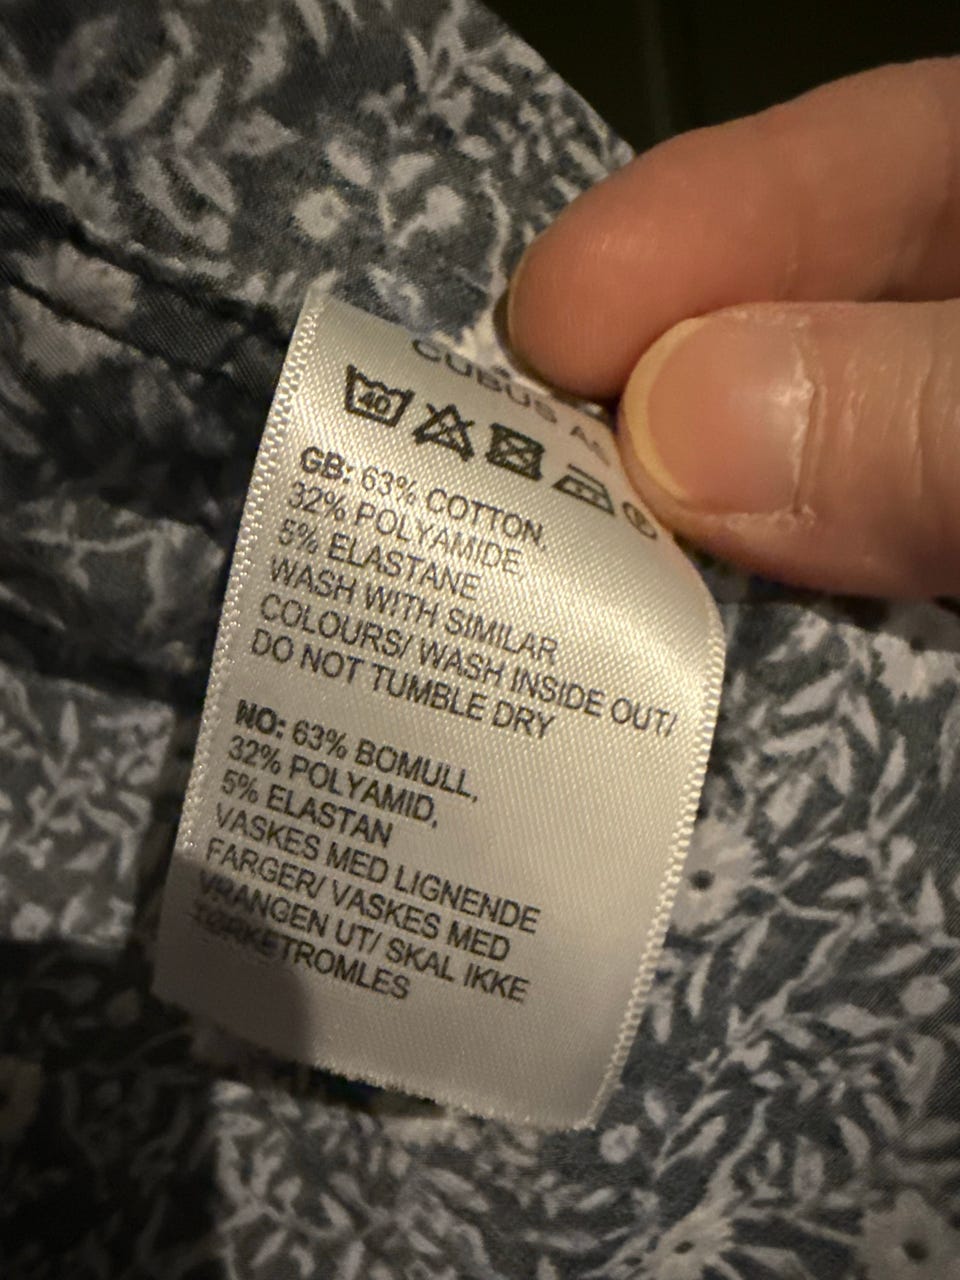 CUBUS
40
GB: 63% COTTON,
32% POLYAMIDE,
5% ELASTANE
WASH WITH SIMILAR
COLOURS/ WASH INSIDE OUT/
DO NOT TUMBLE DRY
NO: 63% BOMULL,
32% POLYAMID,
5% ELASTAN
VASKES MED LIGNENDE
FARGER/ VASKES MED
VRANGEN UT/ SKAL IKKE
TØRKETROMLES